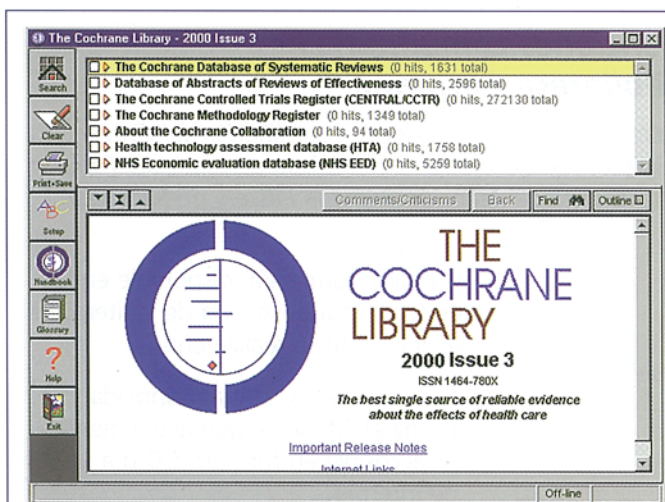 The Cochrane Library - 2000 Issue 3
Search
Clear
Print+Save
Setup
Handbook
Glossary
Help
Exit
The Cochrane Database of Systematic Reviews (0 hits, 1631 total)
Database of Abstracts of Reviews of Effectiveness (0 hits, 2596 total)
The Cochrane Controlled Trials Register (CENTRAL/CCTR) (0 hits, 272130 total)
The Cochrane Methodology Register (0 hits, 1349 total)
About the Cochrane Collaboration (0 hits, 94 total)
Health technology assessment database (HTA) (0 hits, 1758 total)
NHS Economic evaluation database (NHS EED) (0 hits, 5259 total)
Comments/Criticisms Back Find Outline
THE
COCHRANE
LIBRARY
2000 Issue 3
ISSN 1464-780X
The best single source of reliable evidence
about the effects of health care
Important Release Notes
Internet Links
Off-line